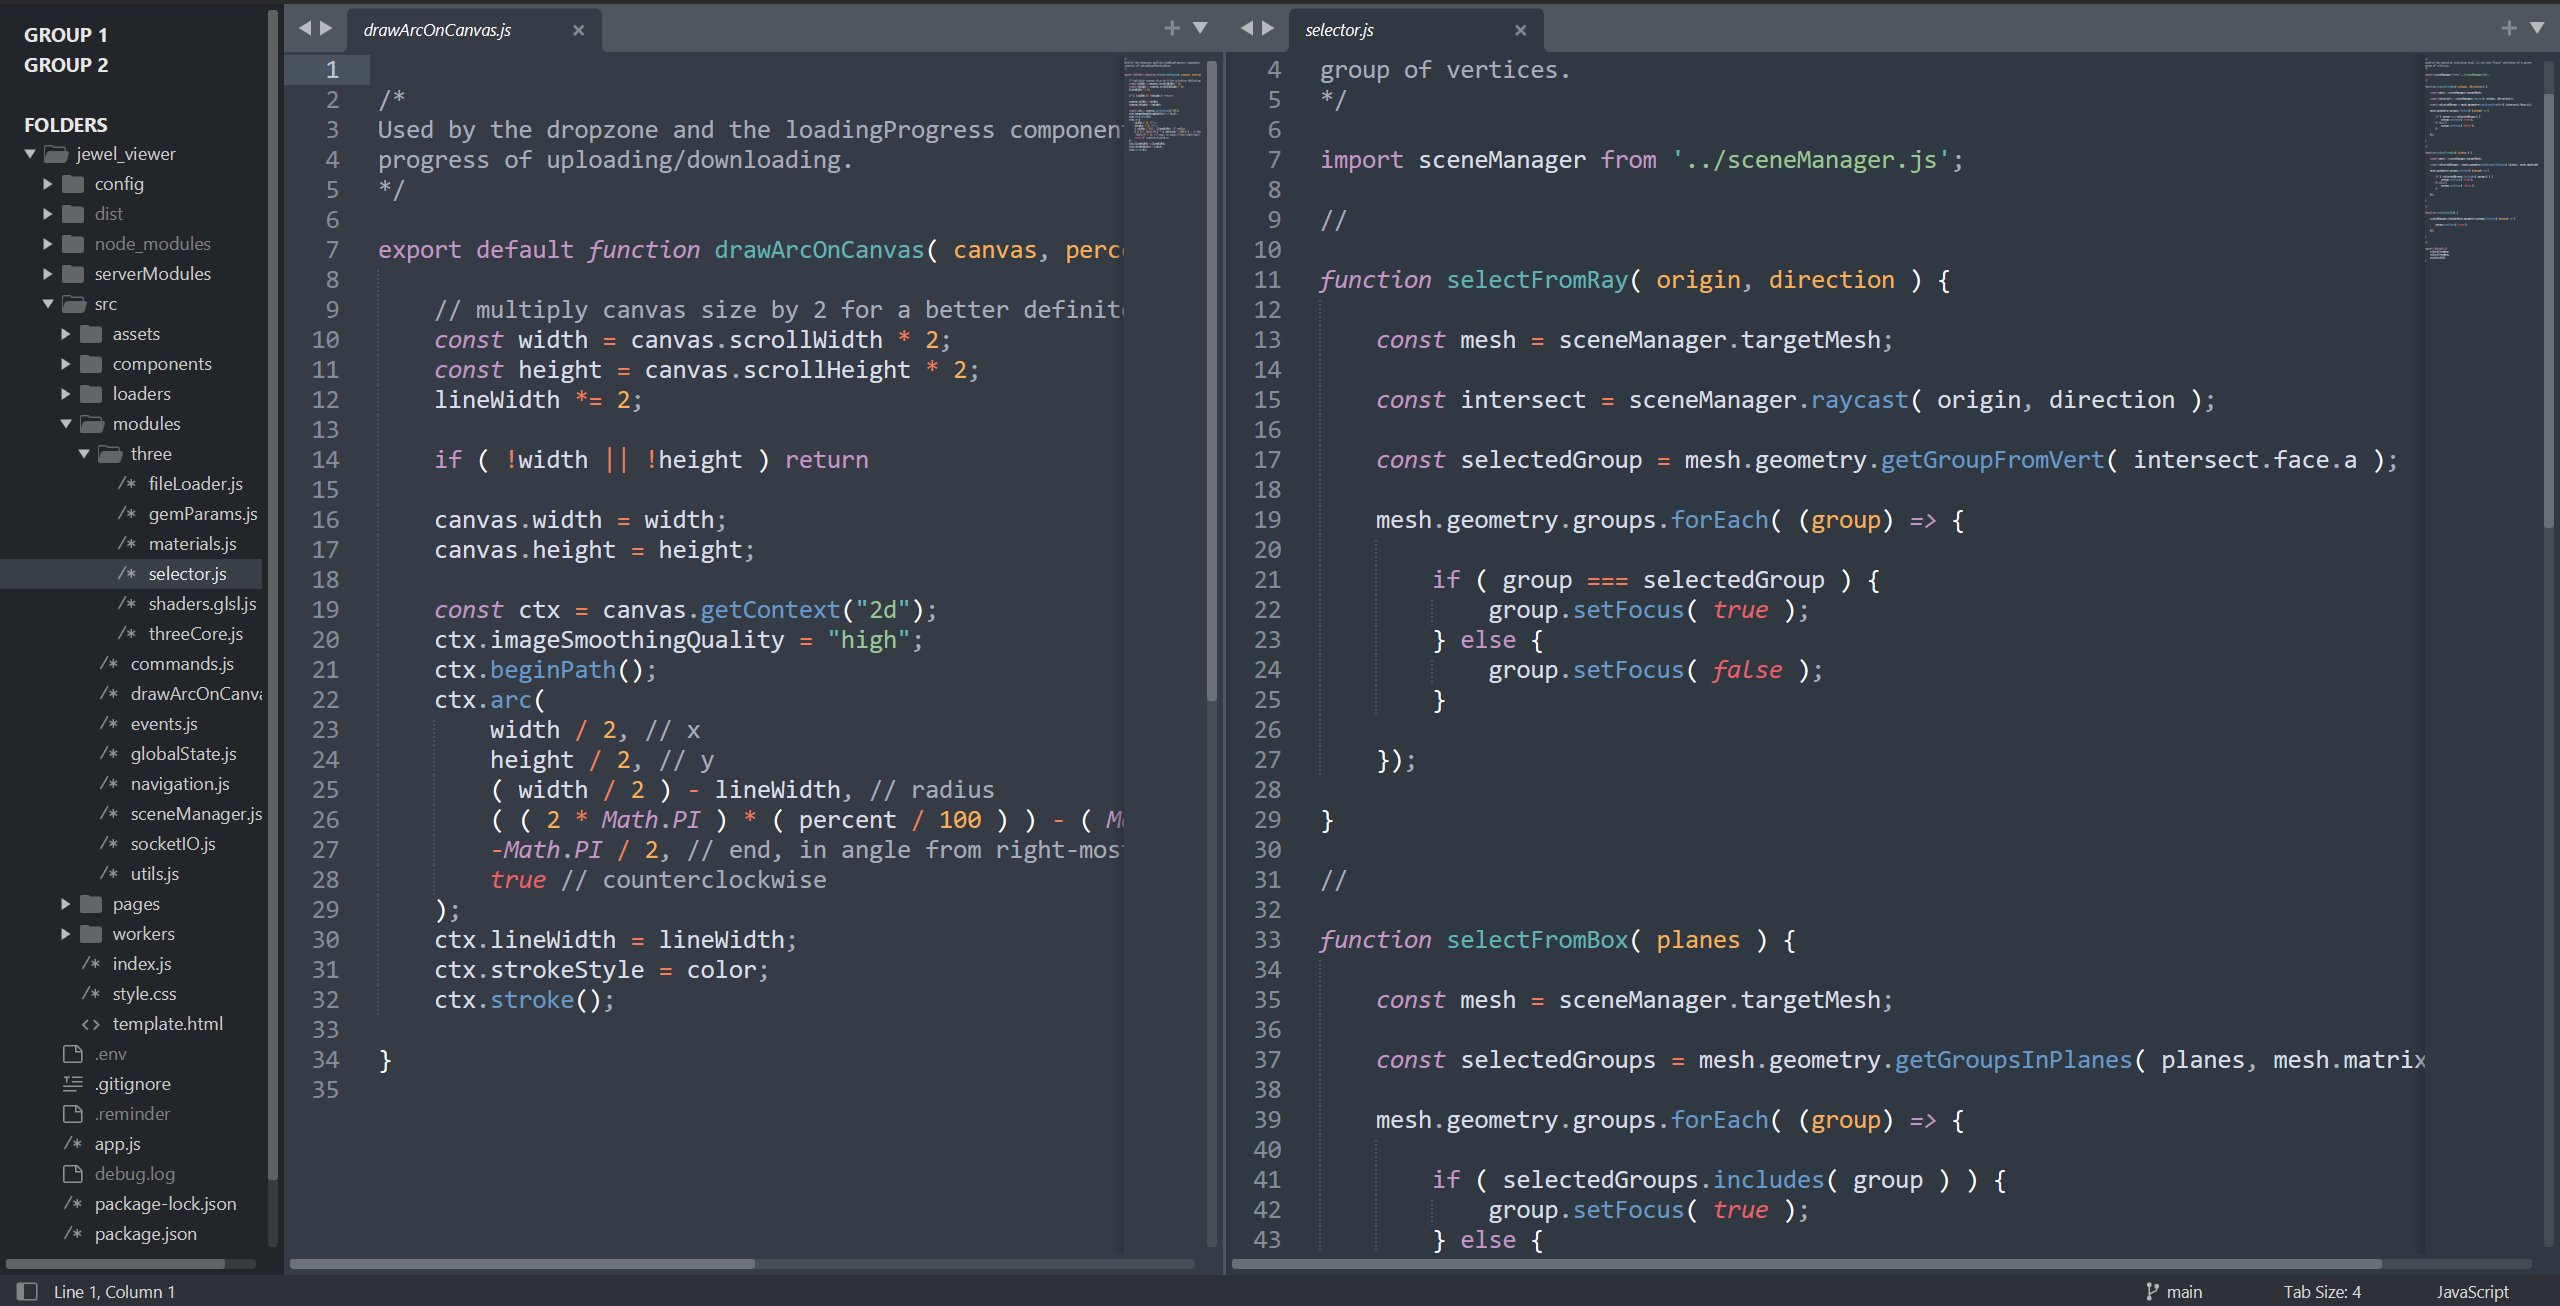 GROUP 1
GROUP 2
FOLDERS
jewel_viewer
config
dist
node_modules
serverModules
src
assets
components
loaders
modules
three
/* fileLoader.js
/* gemParams.js
/* materials.js
/* selector.js
/* shaders.glsl.js
/* threeCore.js
/* commands.js
/* drawArcOnCanva
/* events.js
/* globalState.js
/* navigation.js
/* sceneManager.js
/* socketIO.js
/* utils.js
pages
workers
/* index.js
/* style.css
<> template.html
.env
.gitignore
.reminder
/* app.js
debug.log
/* package-lock.json
/* package.json
drawArcOnCanvas.js
1
2 /*
3 Used by the dropzone and the loadingProgress componen
4 progress of uploading/downloading.
5 */
6
7 export default function drawArcOnCanvas( canvas, perc
8
9 // multiply canvas size by 2 for a better definit
10 const width = canvas.scrollWidth * 2;
11 const height = canvas.scrollHeight * 2;
12 lineWidth *= 2;
13
14 if ( !width || !height ) return
15
16 canvas.width = width;
17 canvas.height = height;
18
19 const ctx = canvas.getContext("2d");
20 ctx.imageSmoothingQuality = "high";
21 ctx.beginPath();
22 ctx.arc(
23 width / 2, // x
24 height / 2, // y
25 ( width / 2 ) - lineWidth, // radius
26 ( ( 2 * Math.PI ) * ( percent / 100 ) ) - ( M
27 -Math.PI / 2, // end, in angle from right-mos
28 true // counterclockwise
29 );
30 ctx.lineWidth = lineWidth;
31 ctx.strokeStyle = color;
32 ctx.stroke();
33
34 }
35
selector.js
4 group of vertices.
5 */
6
7 import sceneManager from '../sceneManager.js';
8
9 //
10
11 function selectFromRay( origin, direction ) {
12
13 const mesh = sceneManager.targetMesh;
14
15 const intersect = sceneManager.raycast( origin, direction );
16
17 const selectedGroup = mesh.geometry.getGroupFromVert( intersect.face.a );
18
19 mesh.geometry.groups.forEach( (group) => {
20
21 if ( group === selectedGroup ) {
22 group.setFocus( true );
23 } else {
24 group.setFocus( false );
25 }
26
27 });
28
29 }
30
31 //
32
33 function selectFromBox( planes ) {
34
35 const mesh = sceneManager.targetMesh;
36
37 const selectedGroups = mesh.geometry.getGroupsInPlanes( planes, mesh.matrix
38
39 mesh.geometry.groups.forEach( (group) => {
40
41 if ( selectedGroups.includes( group ) ) {
42 group.setFocus( true );
43 } else {
Line 1, Column 1
main
Tab Size: 4
JavaScript